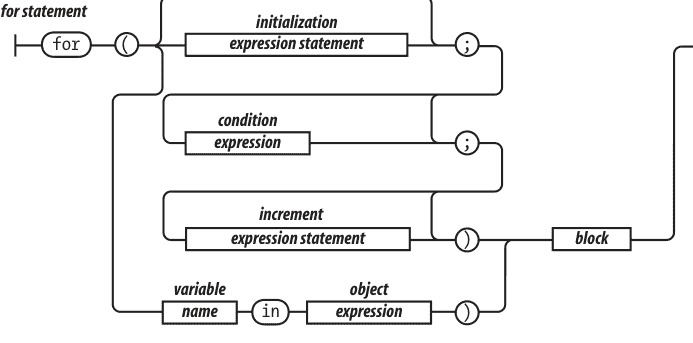 for statement
initialization
for ( expression statement ;
condition
expression ;
increment
expression statement ) block
variable object
name in expression )